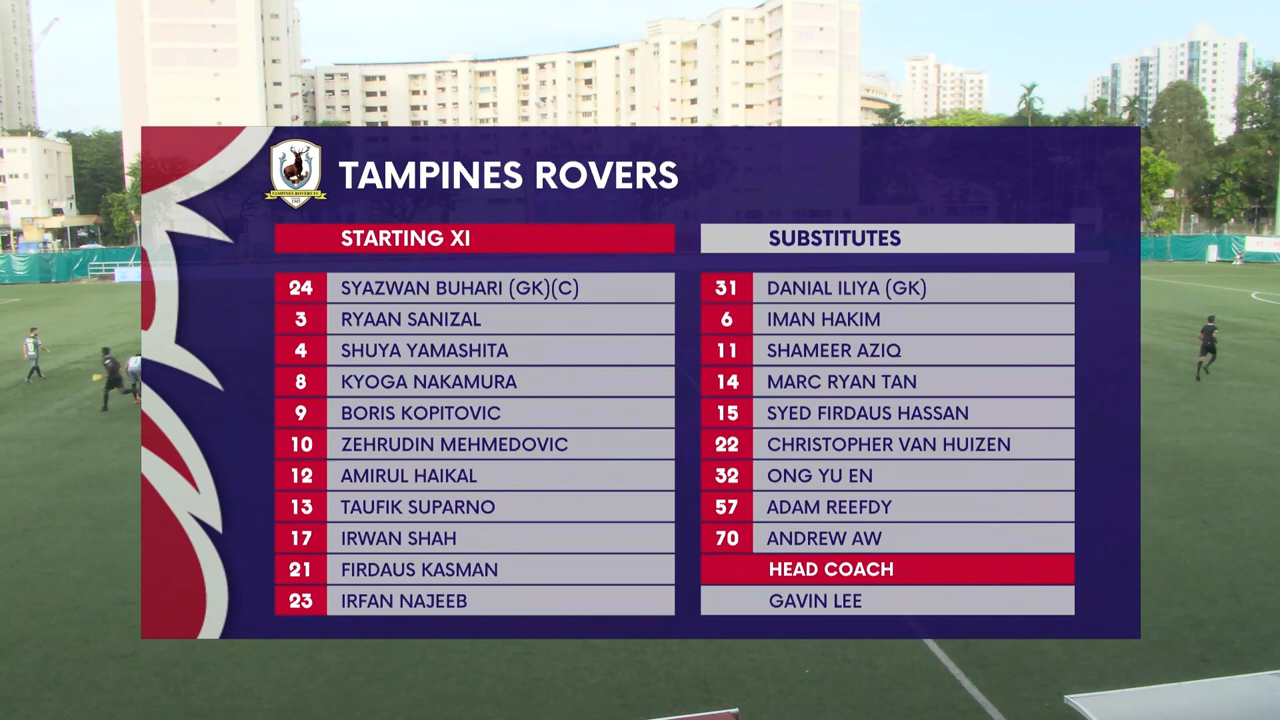 TAMPINES ROVERS
STARTING XI
24 SYAZWAN BUHARI (GK)(C)
3 RYAAN SANIZAL
4 SHUYA YAMASHITA
8 KYOGA NAKAMURA
9 BORIS KOPITOVIC
10 ZEHRUDIN MEHMEDOVIC
12 AMIRUL HAIKAL
13 TAUFIK SUPARNO
17 IRWAN SHAH
21 FIRDAUS KASMAN
23 IRFAN NAJEEB
SUBSTITUTES
31 DANIAL ILIYA (GK)
6 IMAN HAKIM
11 SHAMEER AZIQ
14 MARC RYAN TAN
15 SYED FIRDAUS HASSAN
22 CHRISTOPHER VAN HUIZEN
32 ONG YU EN
57 ADAM REEFDY
70 ANDREW AW
HEAD COACH
GAVIN LEE
TAMPINES ROVERS FC